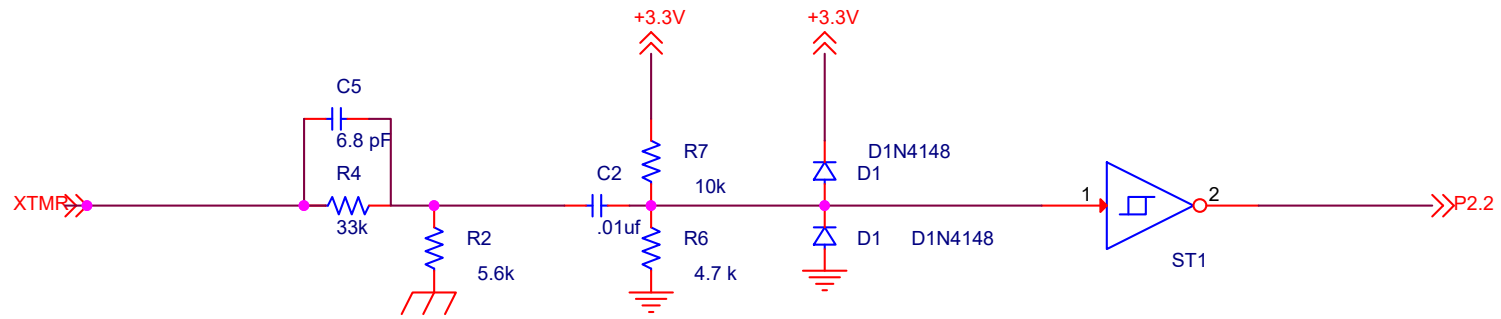 +3.3V
+3.3V
C5
6.8 pF
D1N4148
R7
C2
D1
R4
10k
XTMR
1
2
P2.2
33k
.01uf
R2
R6
D1
D1N4148
ST1
5.6k
4.7 k